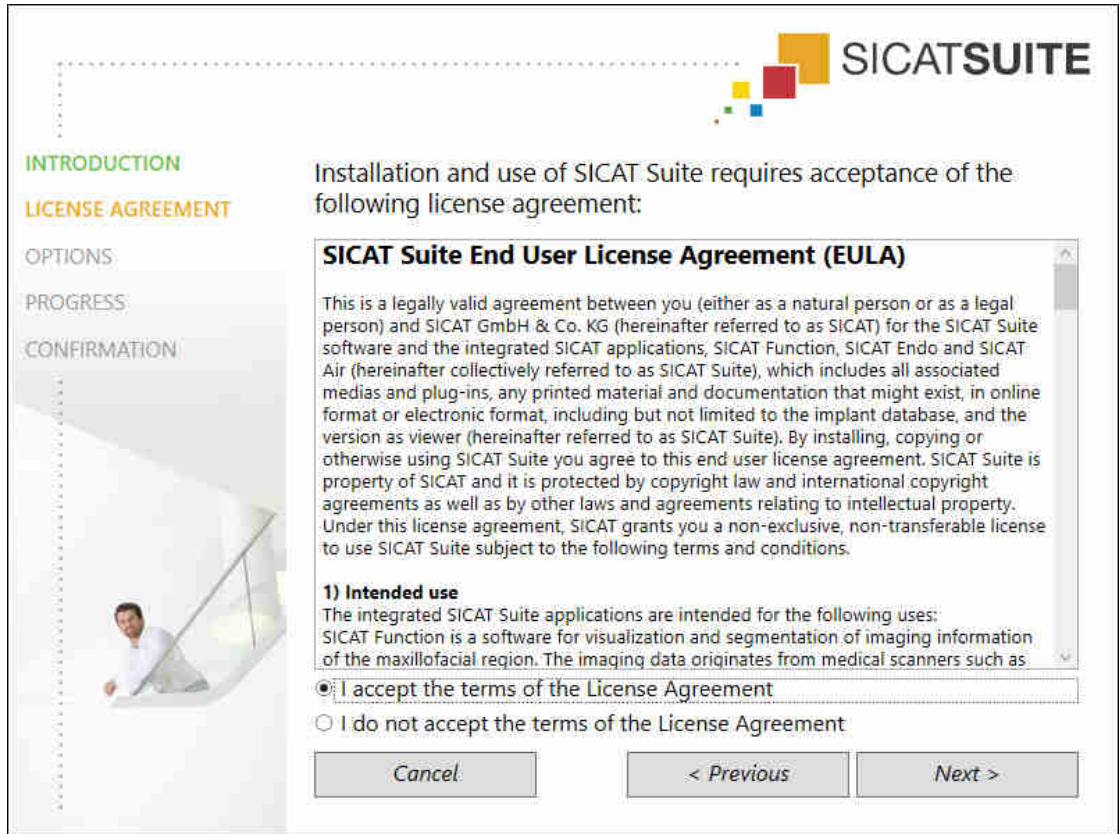 SICATSUITE
INTRODUCTION
LICENSE AGREEMENT
OPTIONS
PROGRESS
CONFIRMATION
Installation and use of SICAT Suite requires acceptance of the
following license agreement:
SICAT Suite End User License Agreement (EULA)
This is a legally valid agreement between you (either as a natural person or as a legal
person) and SICAT GmbH & Co. KG (hereinafter referred to as SICAT) for the SICAT Suite
software and the integrated SICAT applications, SICAT Function, SICAT Endo and SICAT
Air (hereinafter collectively referred to as SICAT Suite), which includes all associated
medias and plug-ins, any printed material and documentation that might exist, in online
format or electronic format, including but not limited to the implant database, and the
version as viewer (hereinafter referred to as SICAT Suite). By installing, copying or
otherwise using SICAT Suite you agree to this end user license agreement. SICAT Suite is
property of SICAT and it is protected by copyright law and international copyright
agreements as well as by other laws and agreements relating to intellectual property.
Under this license agreement, SICAT grants you a non-exclusive, non-transferable license
to use SICAT Suite subject to the following terms and conditions.
1) Intended use
The integrated SICAT Suite applications are intended for the following uses:
SICAT Function is a software for visualization and segmentation of imaging information
of the maxillofacial region. The imaging data originates from medical scanners such as
I accept the terms of the License Agreement
I do not accept the terms of the License Agreement
Cancel
< Previous
Next >